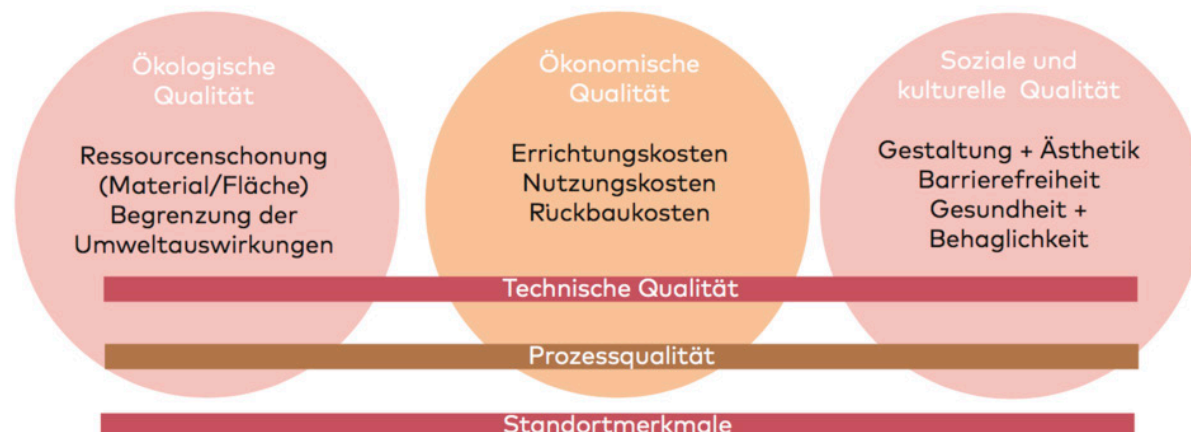 Ökologische
Qualität
Ressourcenschonung
(Material/Fläche)
Begrenzung der
Umweltauswirkungen
Ökonomische
Qualität
Errichtungskosten
Nutzungskosten
Rückbaukosten
Soziale und
kulturelle Qualität
Gestaltung + Ästhetik
Barrierefreiheit
Gesundheit +
Behaglichkeit
Technische Qualität
Prozessqualität
Standortmerkmale